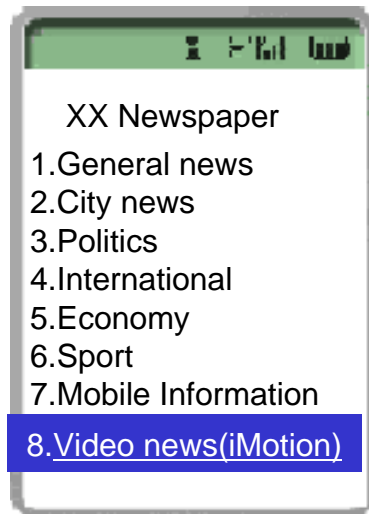 XX Newspaper
1.General news
2.City news
3.Politics
4.International
5.Economy
6.Sport
7.Mobile Information
8.Video news(iMotion)